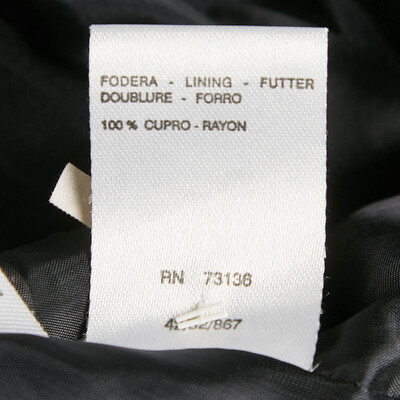 FODERA - LINING - FUTTER
DOUBLURE - FORRO
100 % CUPRO - RAYON
RN 73136